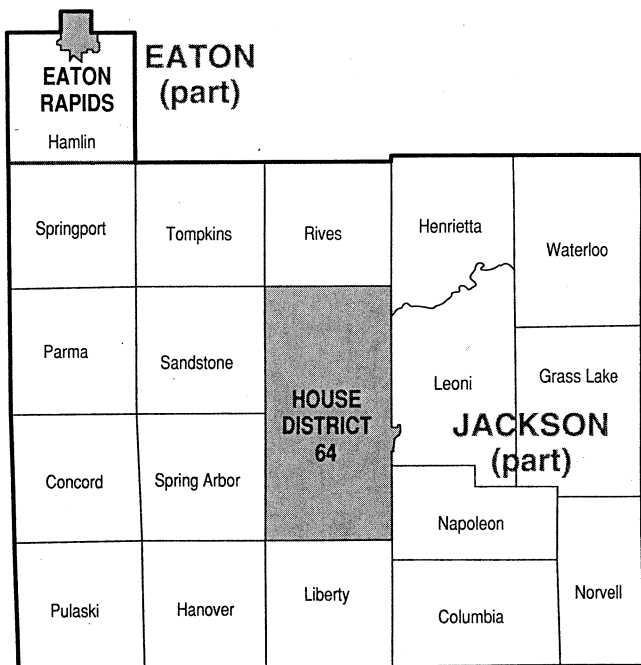 EATON
(part)
EATON
RAPIDS
Hamlin
Springport
Tompkins
Rives
Henrietta
Waterloo
Parma
Sandstone
HOUSE
DISTRICT
64
Leoni
Grass Lake
JACKSON
(part)
Concord
Spring Arbor
Napoleon
Pulaski
Hanover
Liberty
Columbia
Norvell